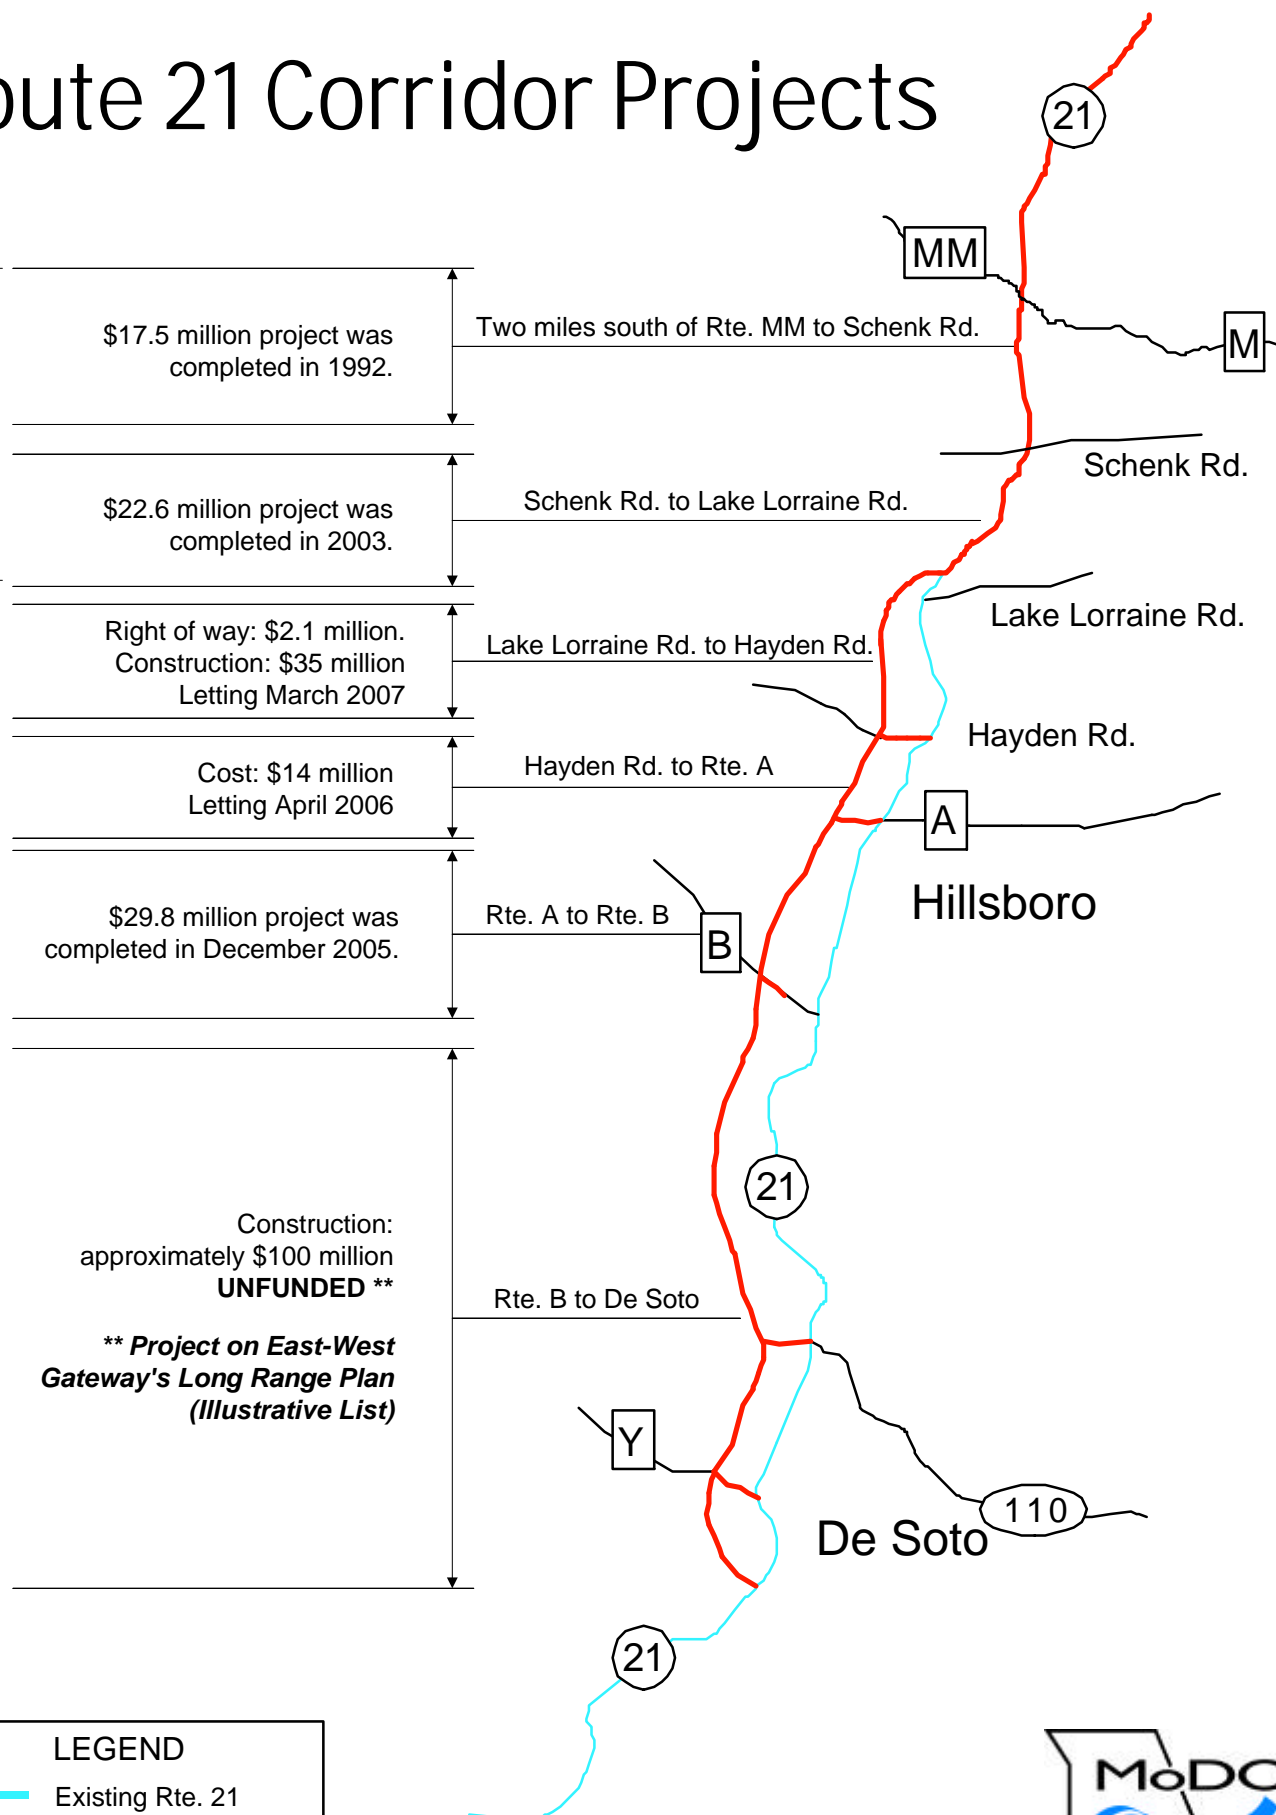 oute 21 Corridor Projects
21
MM
$17.5 million project was
completed in 1992.
Two miles south of Rte. MM to Schenk Rd.
M
Schenk Rd.
$22.6 million project was
completed in 2003.
Schenk Rd. to Lake Lorraine Rd.
Lake Lorraine Rd.
Right of way: $2.1 million.
Construction: $35 million
Letting March 2007
Lake Lorraine Rd. to Hayden Rd.
Hayden Rd.
Cost: $14 million
Letting April 2006
Hayden Rd. to Rte. A
A
Hillsboro
$29.8 million project was
completed in December 2005.
Rte. A to Rte. B
B
21
Construction:
approximately $100 million
UNFUNDED **
** Project on East-West
Gateway's Long Range Plan
(Illustrative List)
Rte. B to De Soto
Y
110
De Soto
21
LEGEND
Existing Rte. 21
MoDO